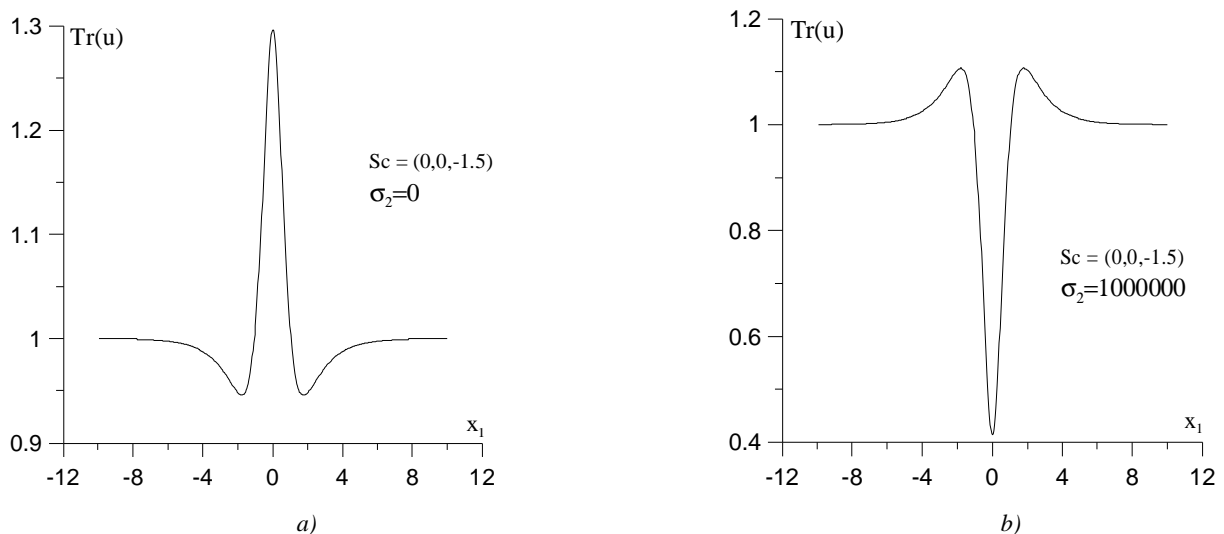 1.3
Tr(u)
1.2
1.1
1
0.9
Sc = (0,0,-1.5)
σ₂=0
x₁
-12 -8 -4 0 4 8 12
a)
1.2
Tr(u)
1
0.8
0.6
0.4
Sc = (0,0,-1.5)
σ₂=1000000
x₁
-12 -8 -4 0 4 8 12
b)